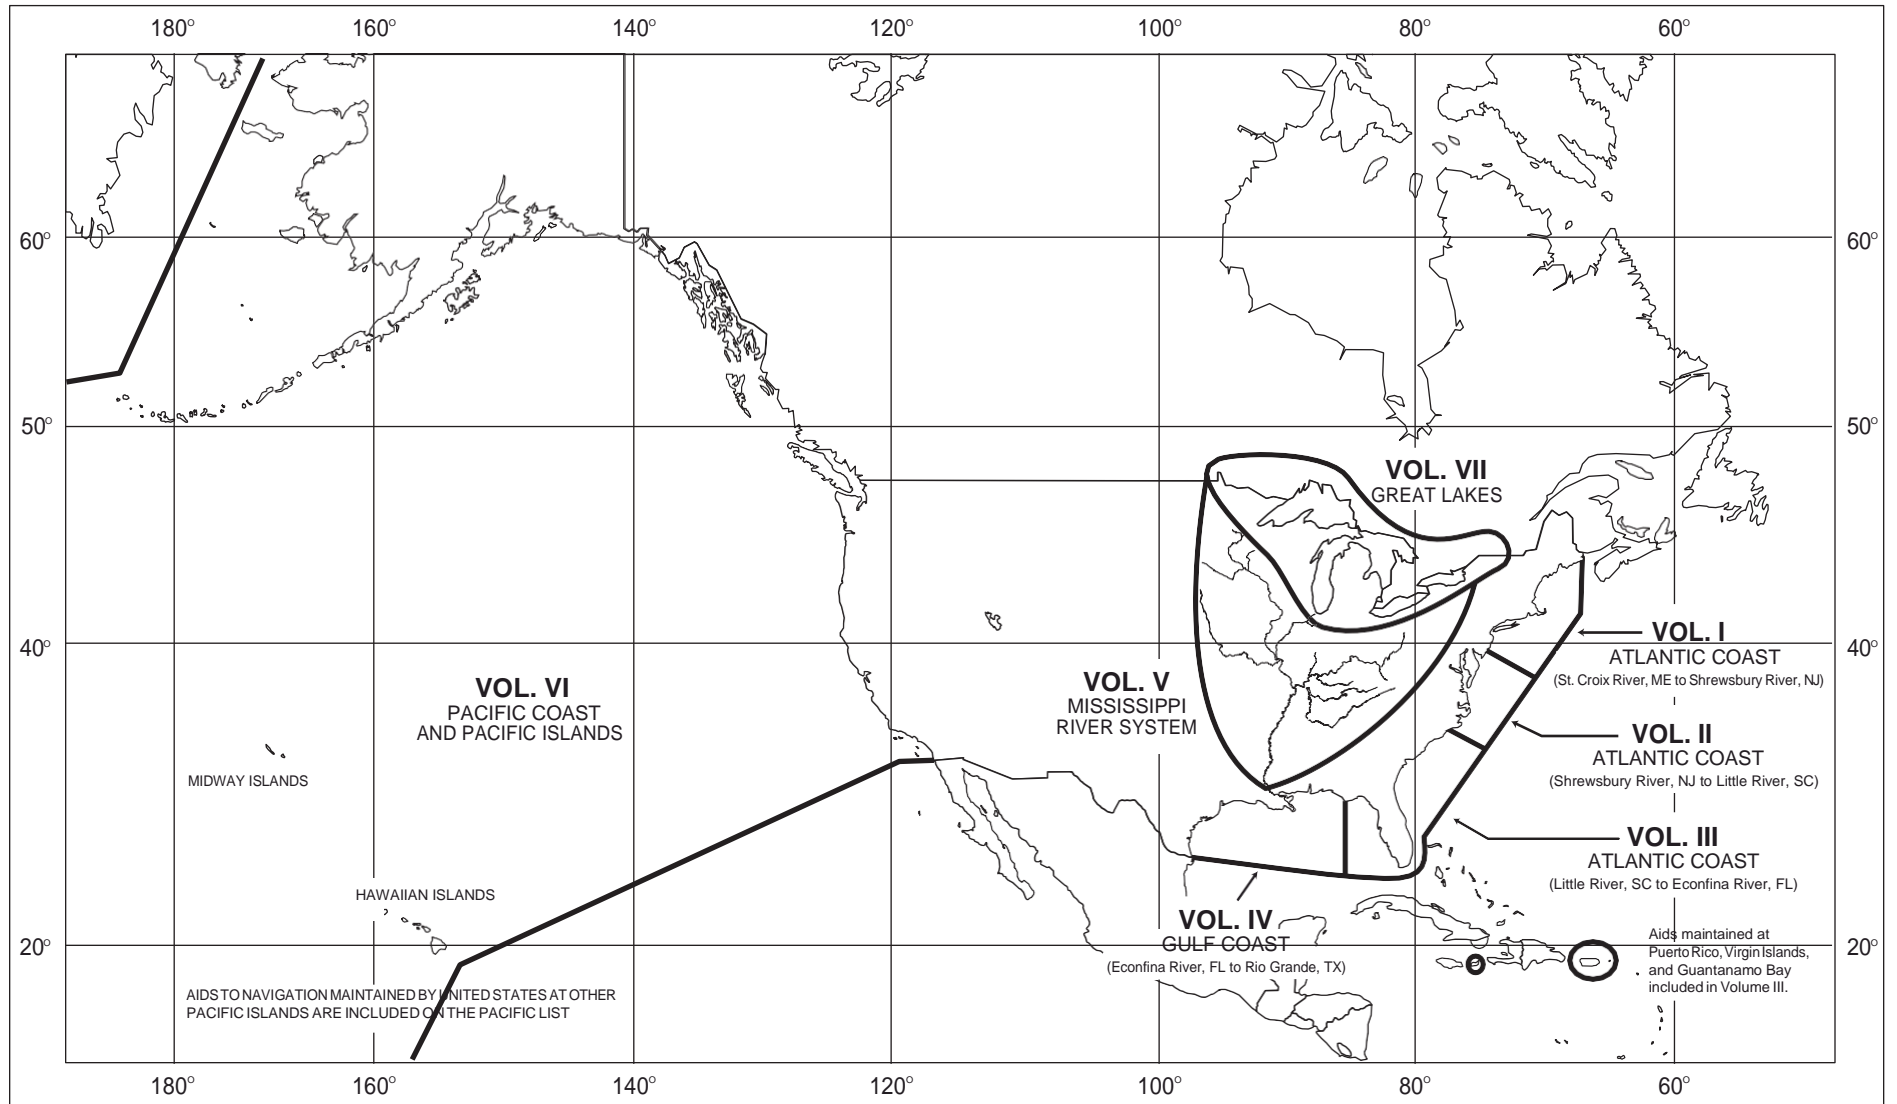 180°
160°
140°
120°
100°
80°
60°
60°
60°
50°
50°
VOL. VII
GREAT LAKES
VOL. I
ATLANTIC COAST
(St. Croix River, ME to Shrewsbury River, NJ)
40°
40°
VOL. VI
PACIFIC COAST
AND PACIFIC ISLANDS
VOL. V
MISSISSIPPI
RIVER SYSTEM
VOL. II
ATLANTIC COAST
(Shrewsbury River, NJ to Little River, SC)
MIDWAY ISLANDS
VOL. III
ATLANTIC COAST
(Little River, SC to Econfina River, FL)
HAWAIIAN ISLANDS
VOL. IV
GULF COAST
(Econfina River, FL to Rio Grande, TX)
20°
20°
Aids maintained at
Puerto Rico, Virgin Islands,
and Guantanamo Bay
included in Volume III.
AIDS TO NAVIGATION MAINTAINED BY UNITED STATES AT OTHER
PACIFIC ISLANDS ARE INCLUDED ON THE PACIFIC LIST
180°
160°
140°
120°
100°
80°
60°